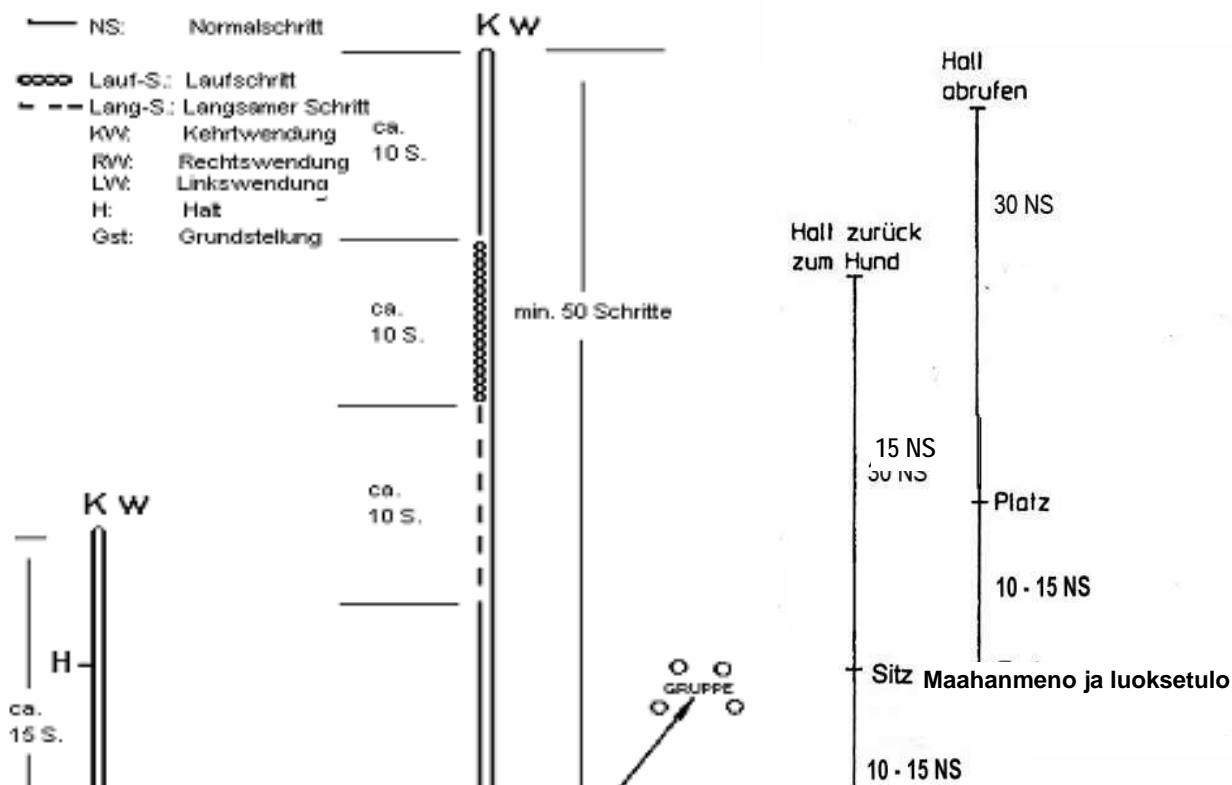 NS: Normalschritt
Lauf-S.: Laufschritt
Lang-S.: Langsamer Schritt
KW: Kehrtwendung
RW: Rechtswendung
LW: Linkswendung
H: Halt
Gst: Grundstellung
K W
ca.
10 S.
ca.
10 S.
min. 50 Schritte
ca.
10 S.
K W
H
ca.
15 S.
GRUPPE
Halt zurück
zum Hund
15 NS
30 NS
Sitz
10 - 15 NS
Halt
abrufen
30 NS
Platz
10 - 15 NS
Maahanmeno ja luoksetulo